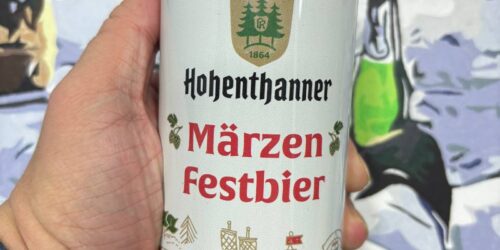 1864
Hohenthanner
Märzen
Festbier